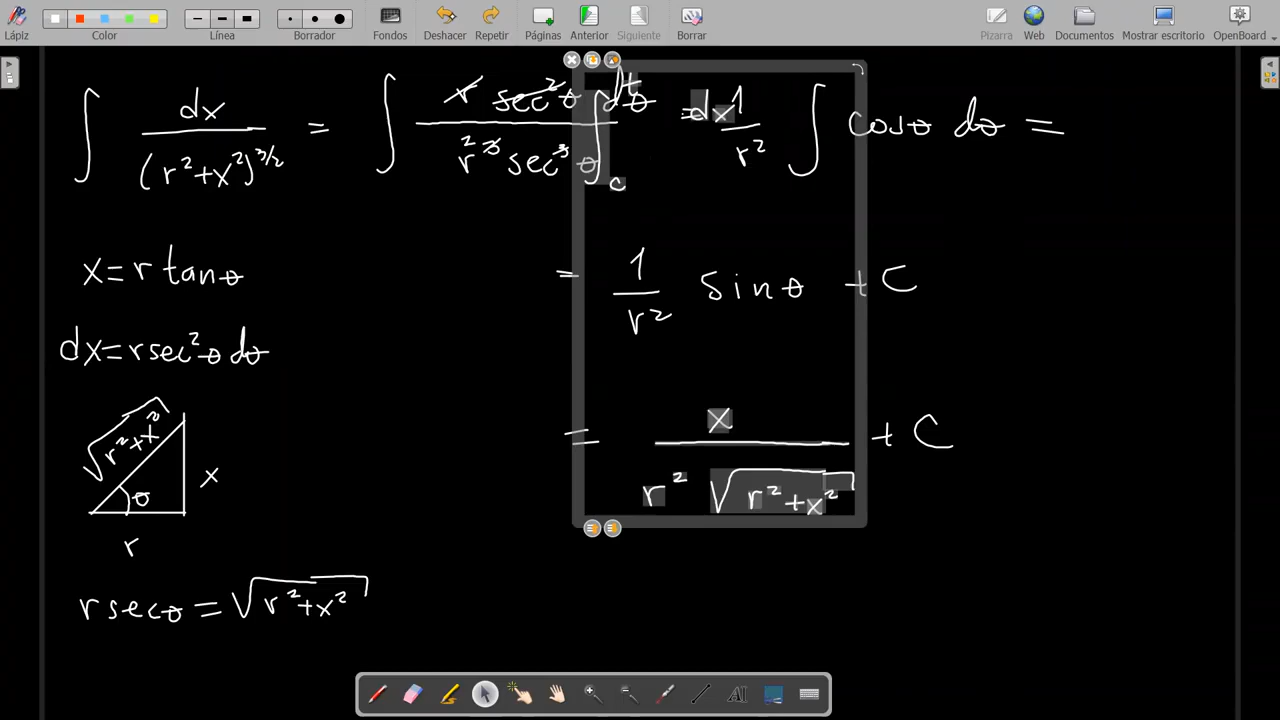 Lápiz Color Línea Borrador Fondos Deshacer Repetir Páginas Anterior Siguiente Borrar Pizarra Web Documentos Mostrar escritorio OpenBoard
∫ dx / (r²+x²)^3/2 = ∫ r sec²θ dθ / r²³ sec³θ = 1/r² ∫ cosθ dθ =
x = r tanθ
= 1/r² sinθ + C
dx = r sec²θ dθ
√r²+x²
= x / r² √r²+x² + C
x
θ
r
r secθ = √r²+x²